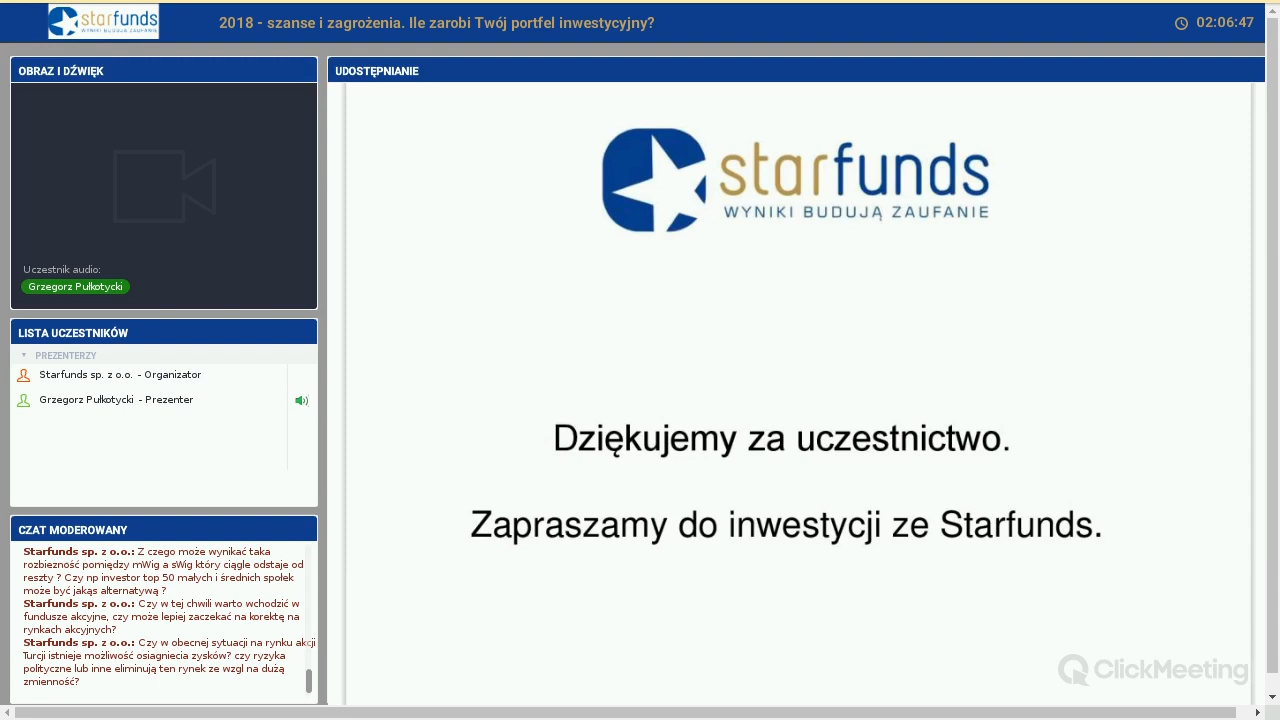 starfunds
WYNIKI BUDUJĄ ZAUFANIE
2018 - szanse i zagrożenia. Ile zarobi Twój portfel inwestycyjny?
02:06:47
OBRAZ I DŹWIĘK
Uczestnik audio:
Grzegorz Pułkotycki
LISTA UCZESTNIKÓW
PREZENTERZY
Starfunds sp. z o.o. - Organizator
Grzegorz Pułkotycki - Prezenter
CZAT MODEROWANY
Starfunds sp. z o.o.: Z czego może wynikać taka
rozbiezność pomiędzy mWig a sWig który ciągle odstaje od
reszty ? Czy np investor top 50 małych i średnich społek
może być jakąs alternatywą ?
Starfunds sp. z o.o.: Czy w tej chwili warto wchodzić w
fundusze akcyjne, czy może lepiej zaczekać na korektę na
rynkach akcyjnych?
Starfunds sp. z o.o.: Czy w obecnej sytuacji na rynku akcji
Turcji istnieje możliwość osiagniecia zysków? czy ryzyka
polityczne lub inne eliminują ten rynek ze wzgl na dużą
zmienność?
UDOSTĘPNIANIE
starfunds
WYNIKI BUDUJĄ ZAUFANIE
Dziękujemy za uczestnictwo.
Zapraszamy do inwestycji ze Starfunds.
ClickMeeting